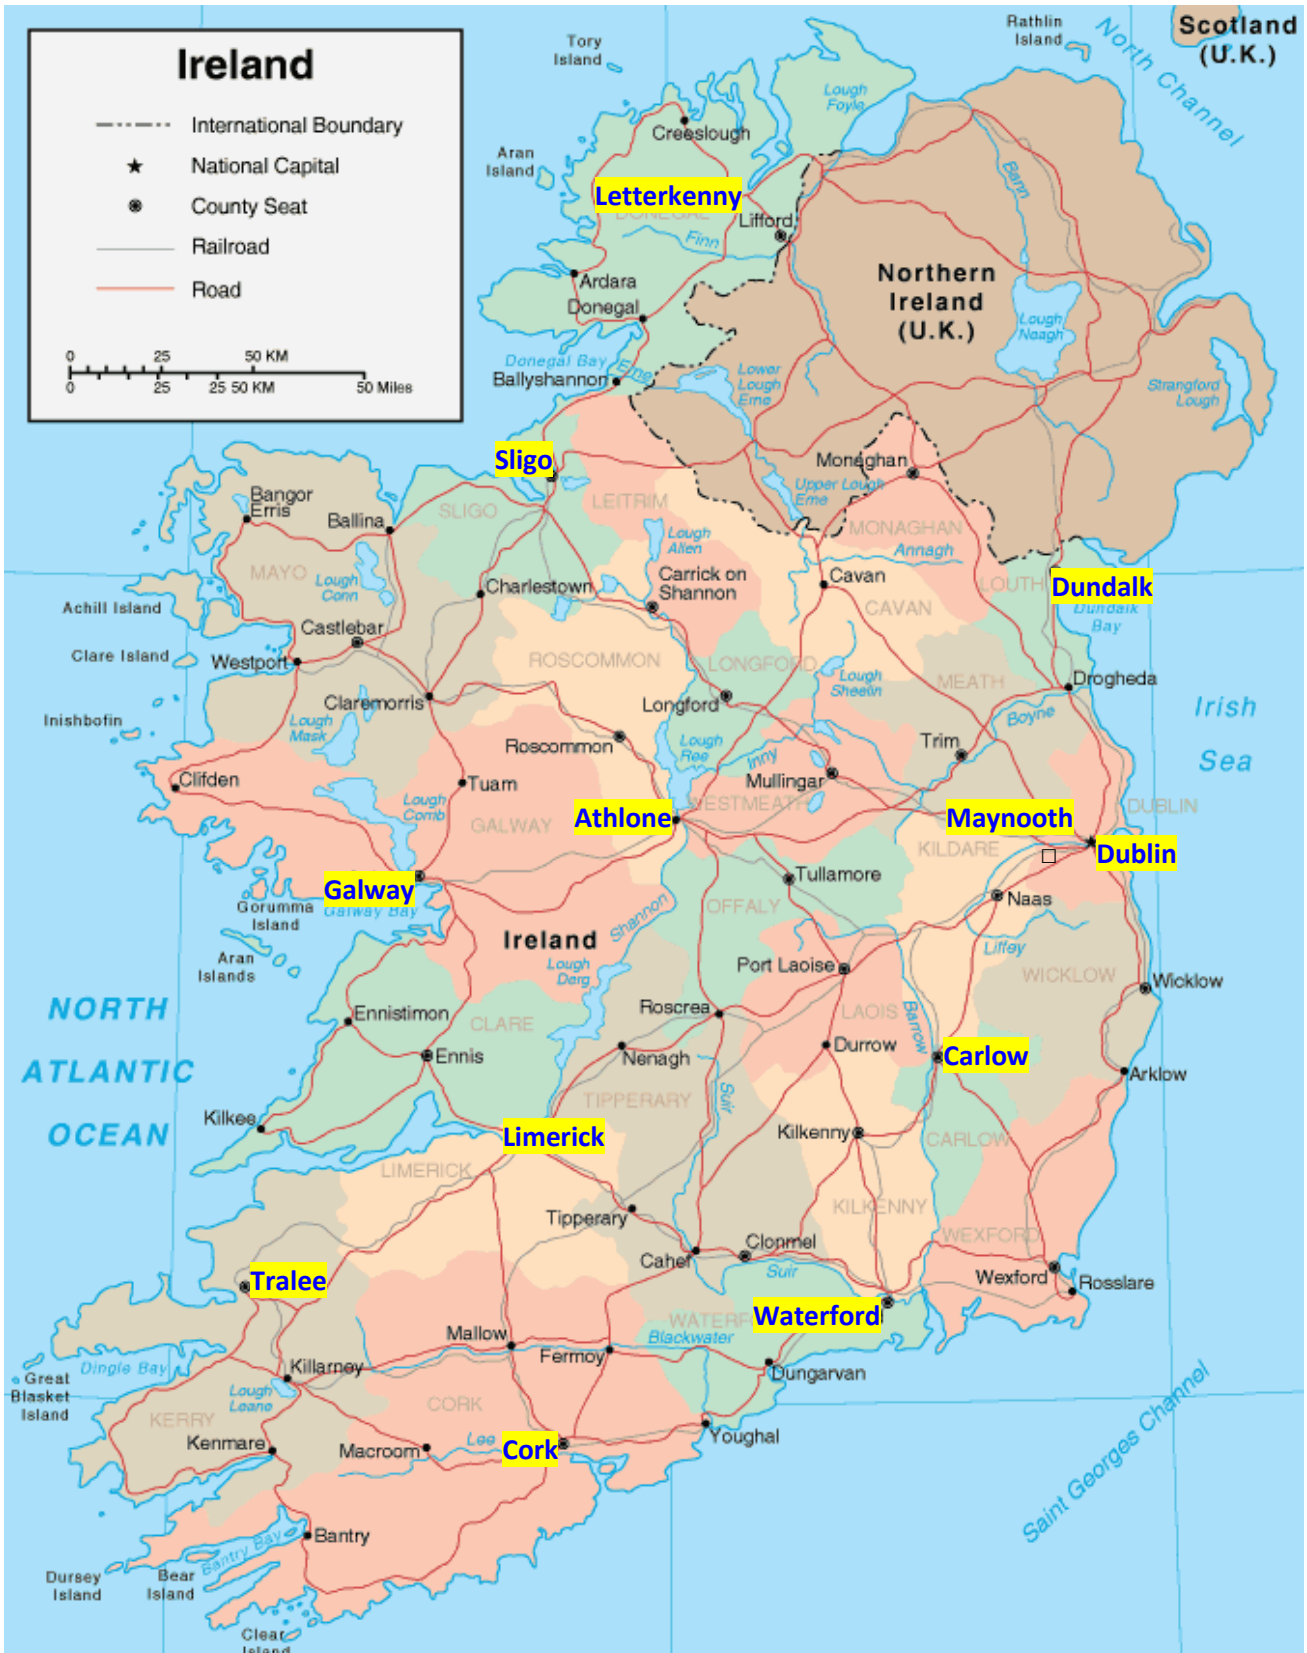 Ireland
International Boundary
National Capital
County Seat
Railroad
Road
0 25 50 KM
0 25 25 50 KM 50 Miles
Scotland
(U.K.)
Rathlin
Island
North Channel
Tory
Island
Lough
Foyle
Creeslough
Aran
Island
Bann
Letterkenny
DONEGAL
Lifford
Finn
Northern
Ireland
(U.K.)
Ardara
Donegal
Lough
Neagh
Donegal Bay
Erne
Ballyshannon
Lower
Lough
Erne
Strangford
Lough
Sligo
Monaghan
Upper Lough
Erne
Bangor
Erris
Ballina
SLIGO
LEITRIM
MONAGHAN
Annagh
Lough
Allen
MAYO
Lough
Conn
Charlestown
Carrick on
Shannon
Cavan
CAVAN
LOUTH
Dundalk
Dundalk
Bay
Achill Island
Castlebar
Clare Island
Westport
ROSCOMMON
LONGFORD
Lough
Sheelin
MEATH
Drogheda
Claremorris
Longford
Boyne
Irish
Sea
Inishbofin
Lough
Mask
Roscommon
Lough
Ree
Inny
Trim
Mullingar
Clifden
Tuam
Lough
Comb
GALWAY
Athlone
WESTMEATH
Maynooth
DUBLIN
KILDARE
Dublin
Galway
Galway Bay
Gorumma
Island
Tullamore
Naas
OFFALY
Shannon
Ireland
Liffey
Aran
Islands
Lough
Derg
Port Laoise
WICKLOW
Wicklow
NORTH
ATLANTIC
OCEAN
Ennistimon
CLARE
Roscrea
LAOIS
Barrow
Ennis
Nenagh
Durrow
Carlow
Arklow
TIPPERARY
Suir
Kilkee
Limerick
Kilkenny
CARLOW
LIMERICK
Tipperary
KILKENNY
WEXFORD
Cahel
Clonmel
Suir
Tralee
Wexford
Rosslare
Waterford
WATERFO
Mallow
Blackwater
Fermoy
Dingle Bay
Great
Blasket
Island
Killarney
Dungarvan
Lough
Leane
KERRY
CORK
Kenmare
Macroom
Lee
Cork
Youghal
Saint Georges Channel
Bantry
Bantry Bay
Dursey
Island
Bear
Island
Clear
Island